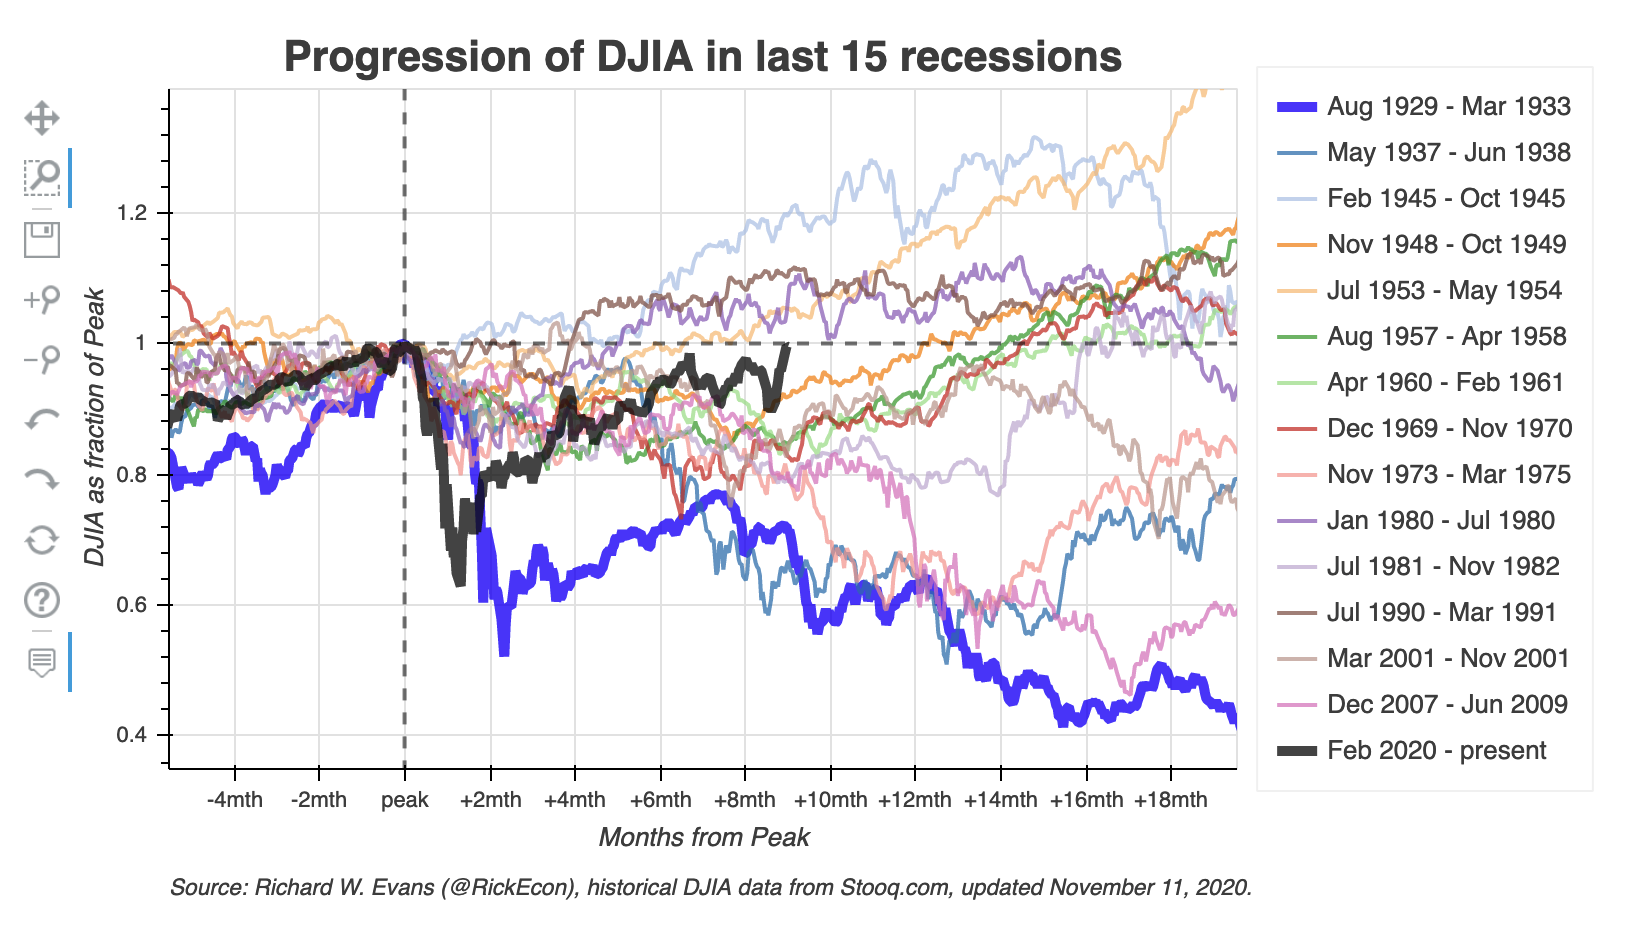 Progression of DJIA in last 15 recessions
DJIA as fraction of Peak
1.2
1
0.8
0.6
0.4
-4mth -2mth peak +2mth +4mth +6mth +8mth +10mth +12mth +14mth +16mth +18mth
Months from Peak
Aug 1929 - Mar 1933
May 1937 - Jun 1938
Feb 1945 - Oct 1945
Nov 1948 - Oct 1949
Jul 1953 - May 1954
Aug 1957 - Apr 1958
Apr 1960 - Feb 1961
Dec 1969 - Nov 1970
Nov 1973 - Mar 1975
Jan 1980 - Jul 1980
Jul 1981 - Nov 1982
Jul 1990 - Mar 1991
Mar 2001 - Nov 2001
Dec 2007 - Jun 2009
Feb 2020 - present
Source: Richard W. Evans (@RickEcon), historical DJIA data from Stooq.com, updated November 11, 2020.